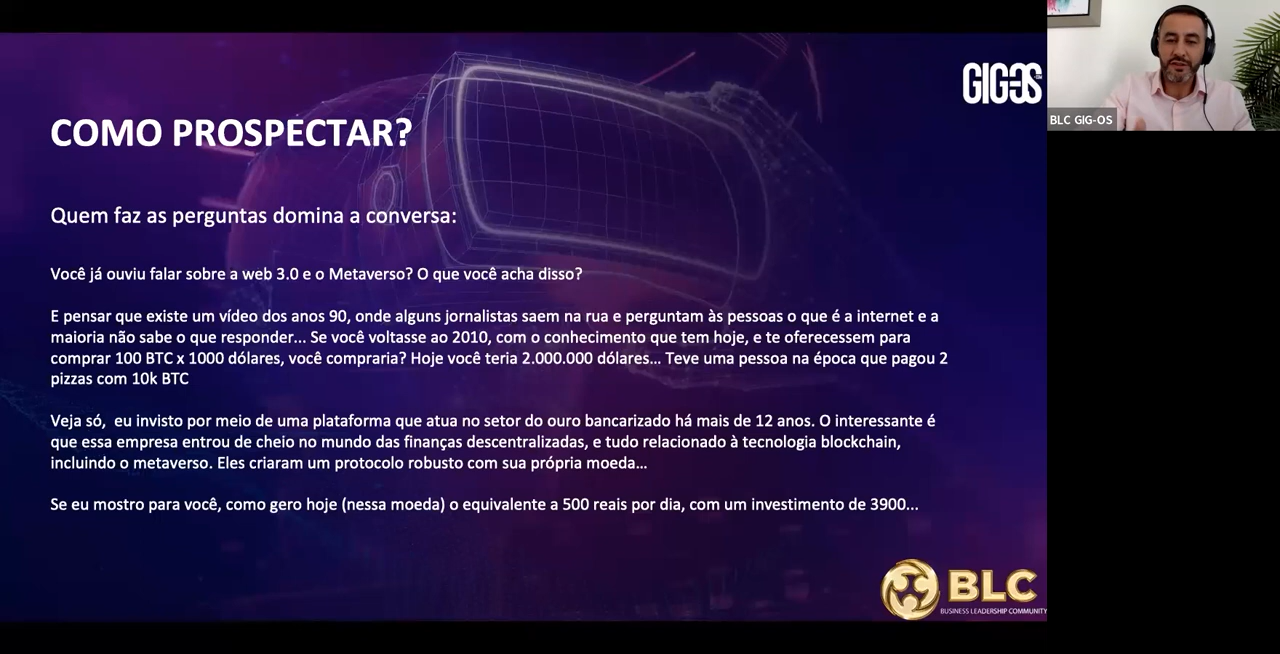 GIG-OS
BLC GIG-OS
COMO PROSPECTAR?
Quem faz as perguntas domina a conversa:
Você já ouviu falar sobre a web 3.0 e o Metaverso? O que você acha disso?
E pensar que existe um vídeo dos anos 90, onde alguns jornalistas saem na rua e perguntam às pessoas o que é a internet e a
maioria não sabe o que responder... Se você voltasse ao 2010, com o conhecimento que tem hoje, e te oferecessem para
comprar 100 BTC x 1000 dólares, você compraria? Hoje você teria 2.000.000 dólares... Teve uma pessoa na época que pagou 2
pizzas com 10k BTC
Veja só,  eu invisto por meio de uma plataforma que atua no setor do ouro bancarizado há mais de 12 anos. O interessante é
que essa empresa entrou de cheio no mundo das finanças descentralizadas, e tudo relacionado à tecnologia blockchain,
incluindo o metaverso. Eles criaram um protocolo robusto com sua própria moeda...
Se eu mostro para você, como gero hoje (nessa moeda) o equivalente a 500 reais por dia, com um investimento de 3900...
BLC
BUSINESS LEADERSHIP COMMUNITY